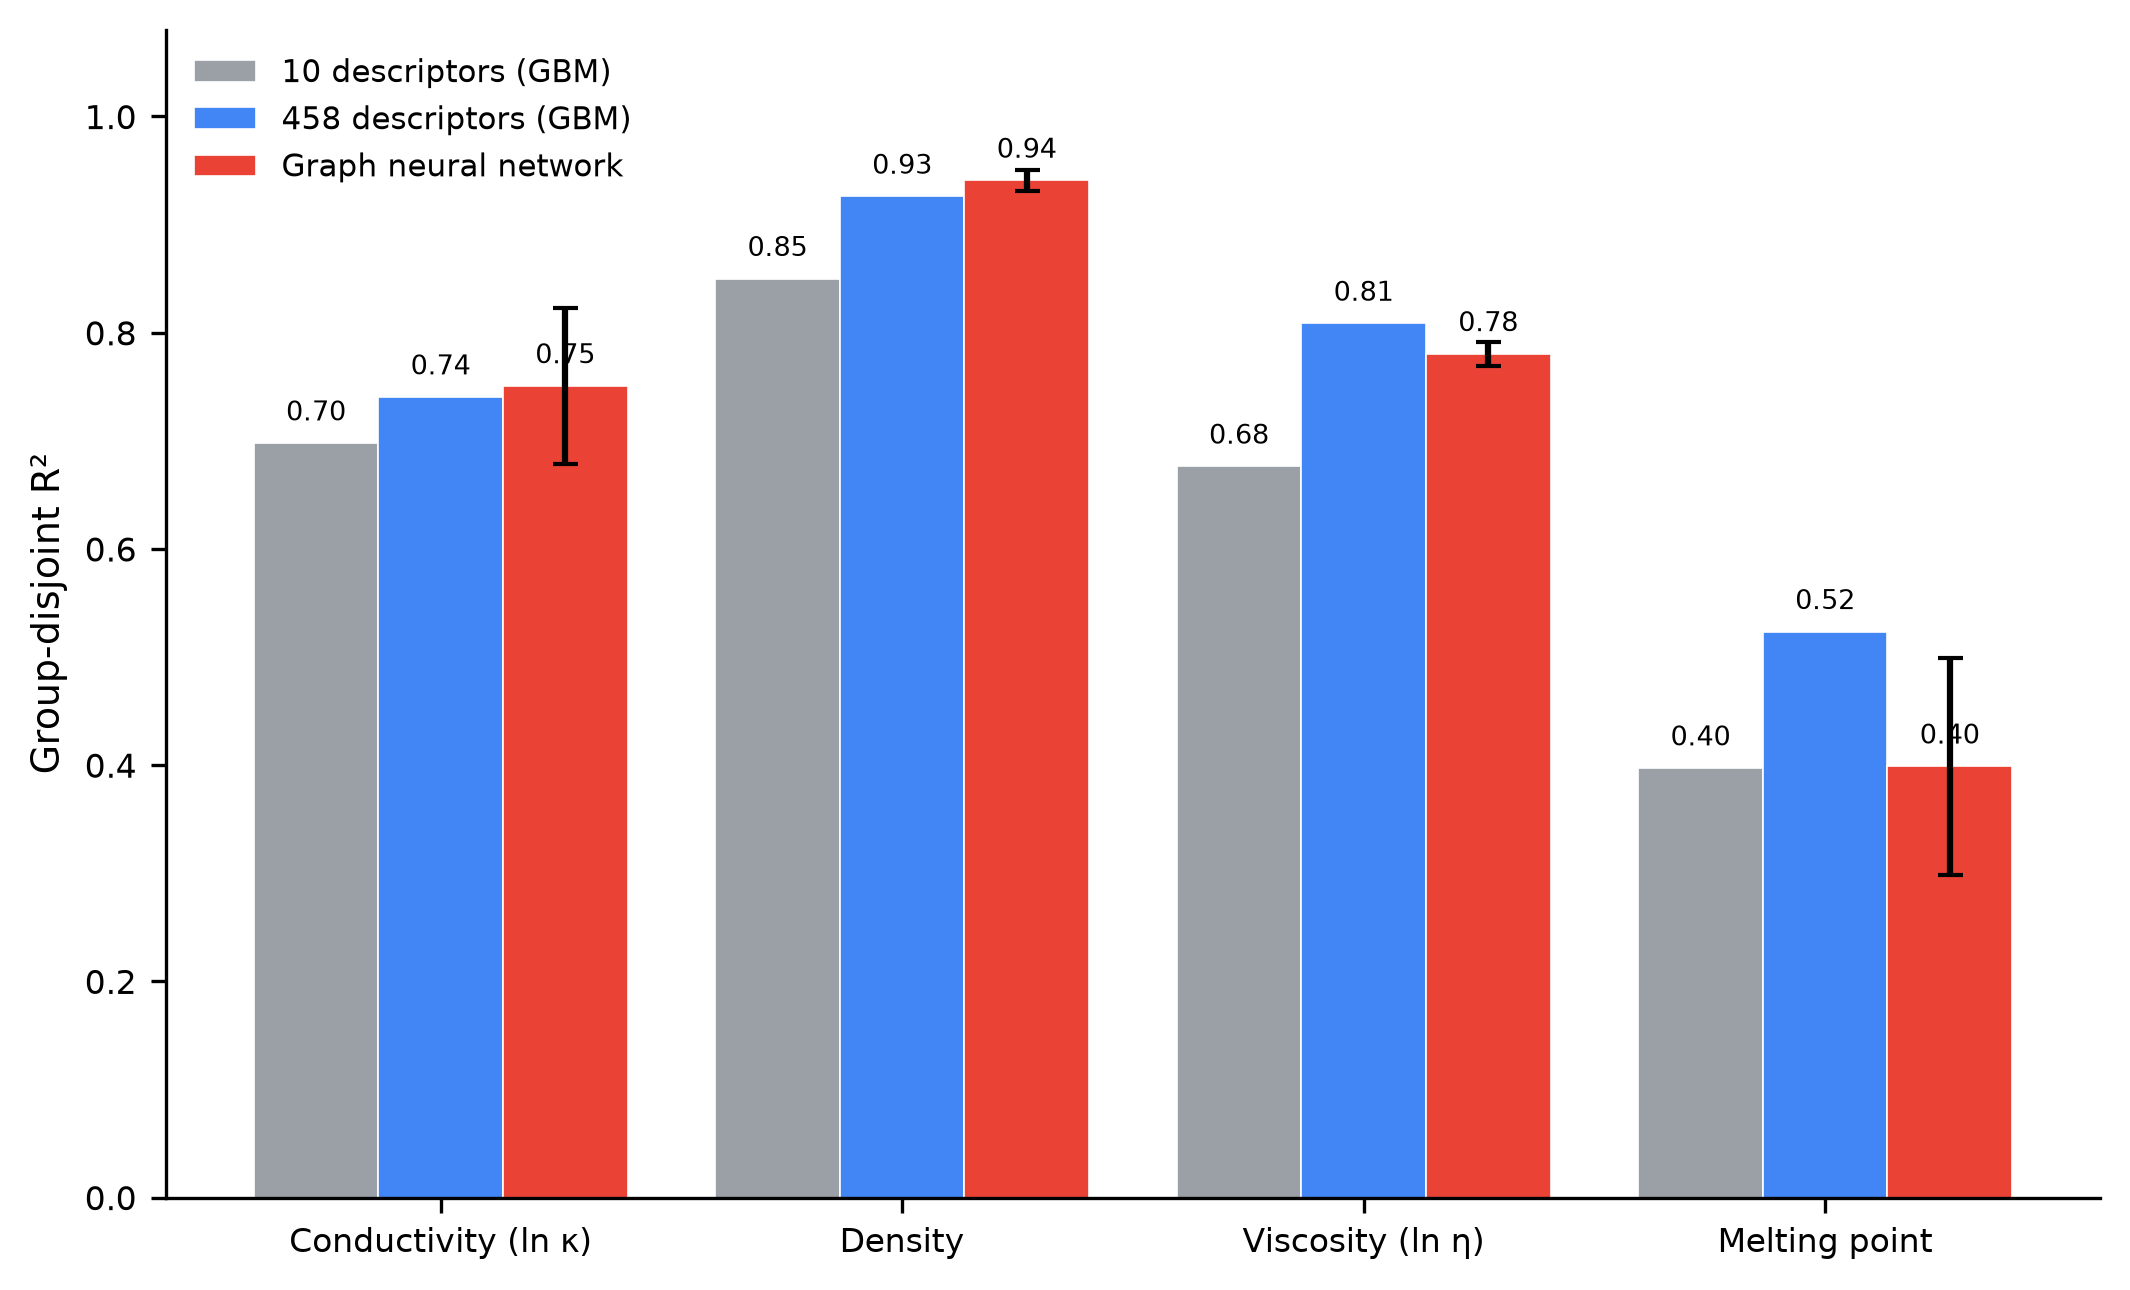 10 descriptors (GBM)
458 descriptors (GBM)
Graph neural network
Group-disjoint R²
1.0
0.8
0.6
0.4
0.2
0.0
0.70
0.74
0.75
0.85
0.93
0.94
0.68
0.81
0.78
0.40
0.52
0.40
Conductivity (ln κ)
Density
Viscosity (ln η)
Melting point